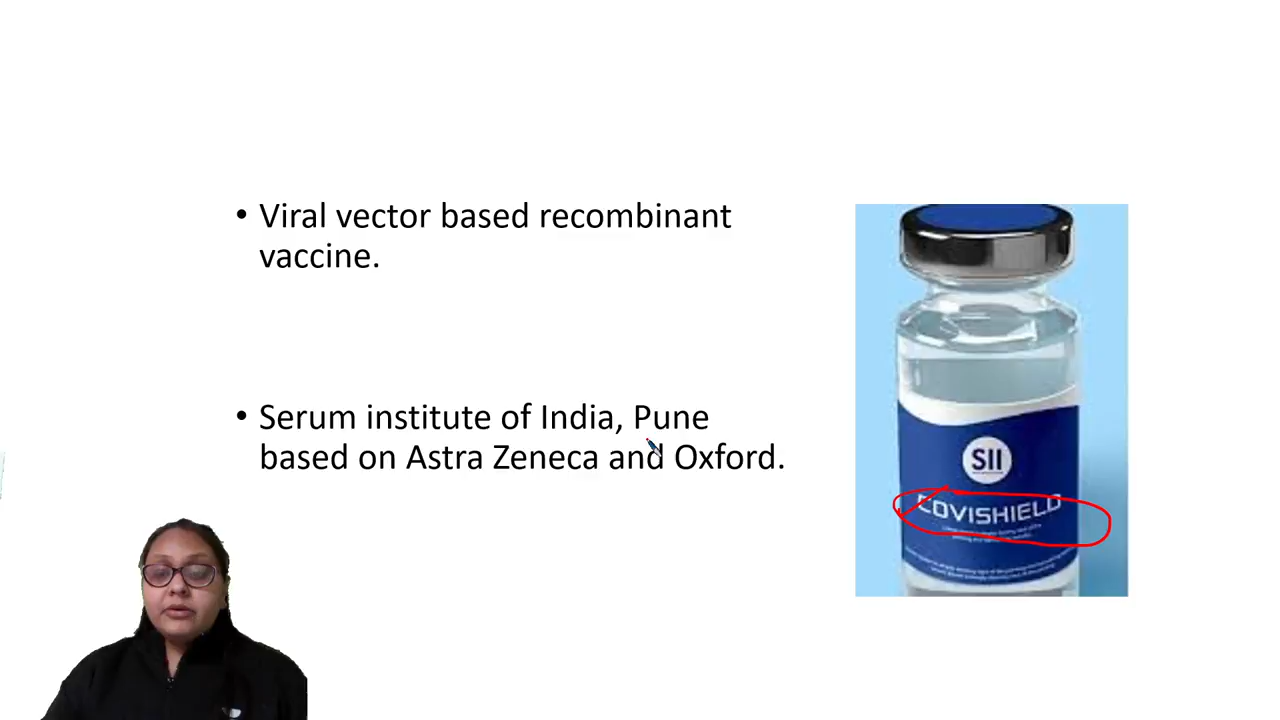 • Viral vector based recombinant
vaccine.
• Serum institute of India, Pune
based on Astra Zeneca and Oxford.
SII
COVISHIELD